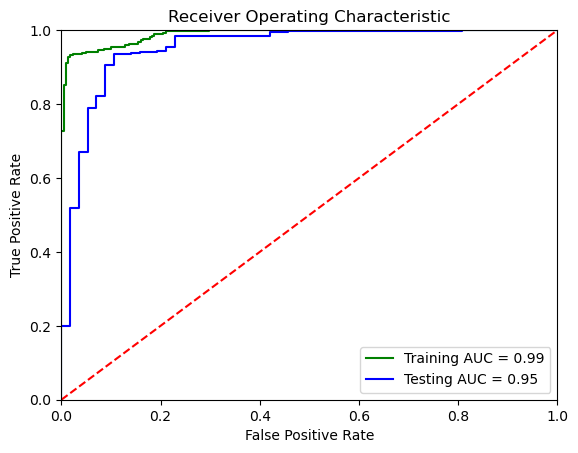 Receiver Operating Characteristic
1.0
0.8
0.6
0.4
0.2
0.0
True Positive Rate
Training AUC = 0.99
Testing AUC = 0.95
0.0 0.2 0.4 0.6 0.8 1.0
False Positive Rate